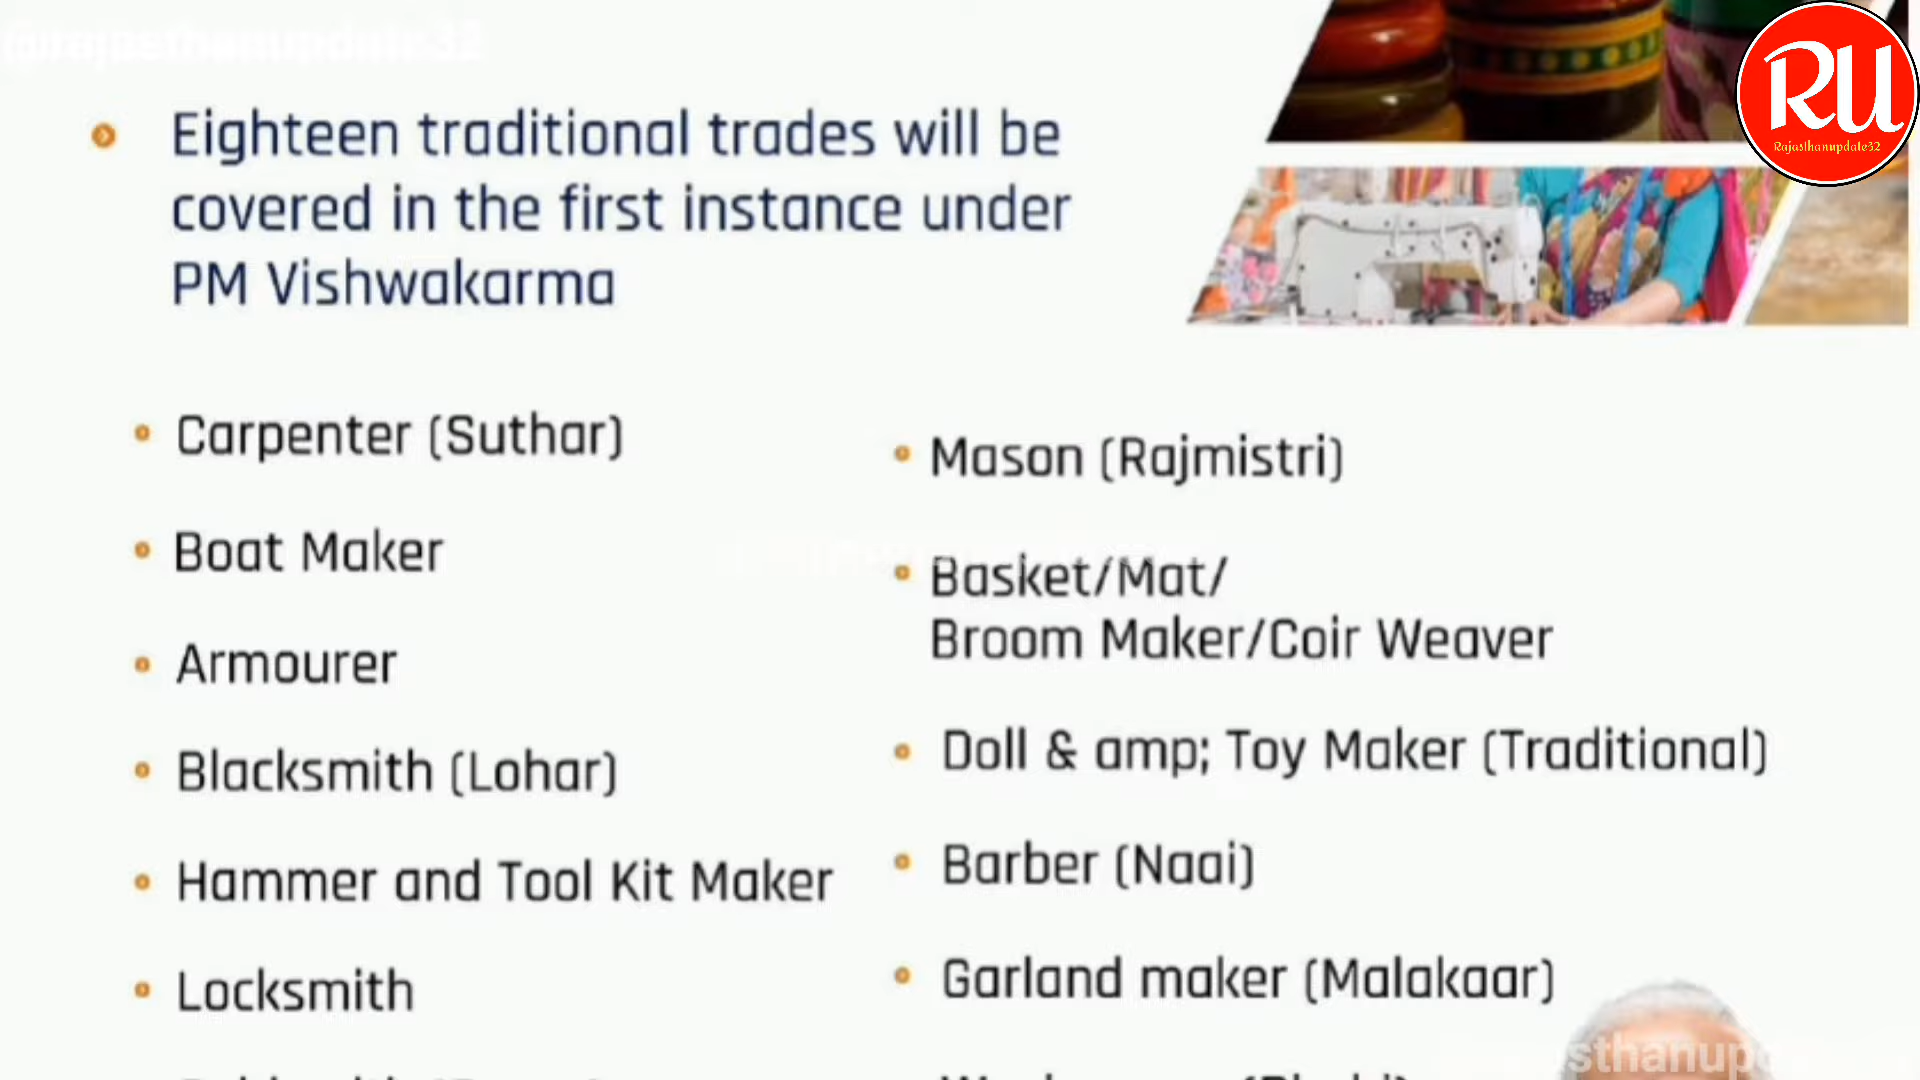 @rajasthanupdate32
RU
Rajasthanupdate32
Eighteen traditional trades will be
covered in the first instance under
PM Vishwakarma
Carpenter (Suthar)
Boat Maker
Armourer
Blacksmith (Lohar)
Hammer and Tool Kit Maker
Locksmith
Mason (Rajmistri)
Basket/Mat/
Broom Maker/Coir Weaver
Doll & amp; Toy Maker (Traditional)
Barber (Naai)
Garland maker (Malakaar)